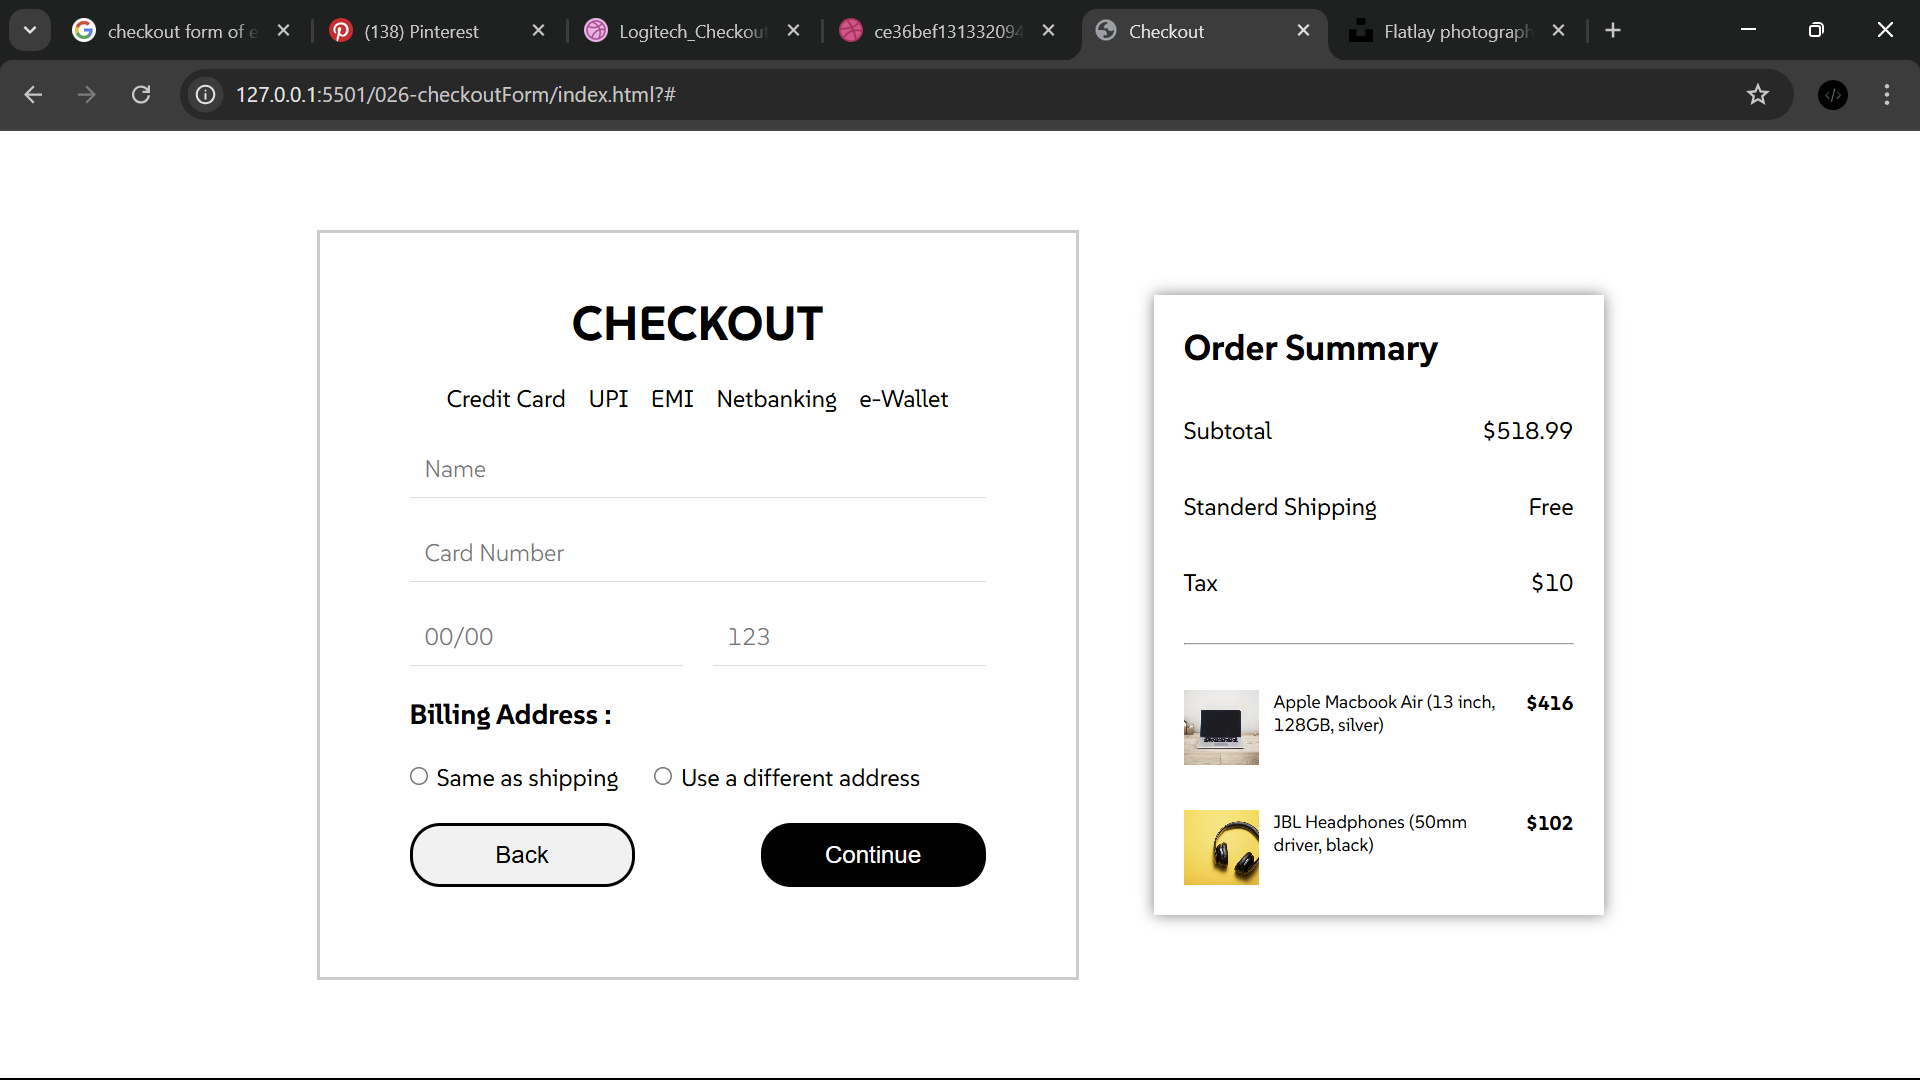 checkout form of e
(138) Pinterest
Logitech_Checkout
ce36bef131332094
Checkout
Flatlay photograph
127.0.0.1:5501/026-checkoutForm/index.html?#
CHECKOUT
Credit Card UPI EMI Netbanking e-Wallet
Name
Card Number
00/00 123
Billing Address :
Same as shipping Use a different address
Back Continue
Order Summary
Subtotal $518.99
Standerd Shipping Free
Tax $10
Apple Macbook Air (13 inch, $416
128GB, silver)
JBL Headphones (50mm $102
driver, black)